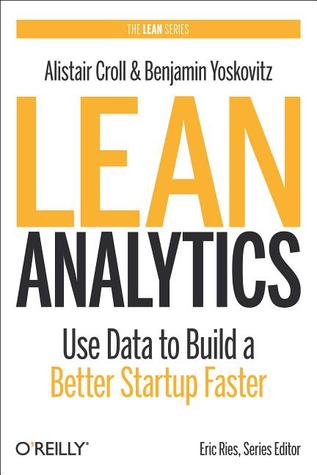 THE LEAN SERIES
Alistair Croll & Benjamin Yoskovitz
LEAN
ANALYTICS
Use Data to Build a
Better Startup Faster
O'REILLY®
Eric Ries, Series Editor